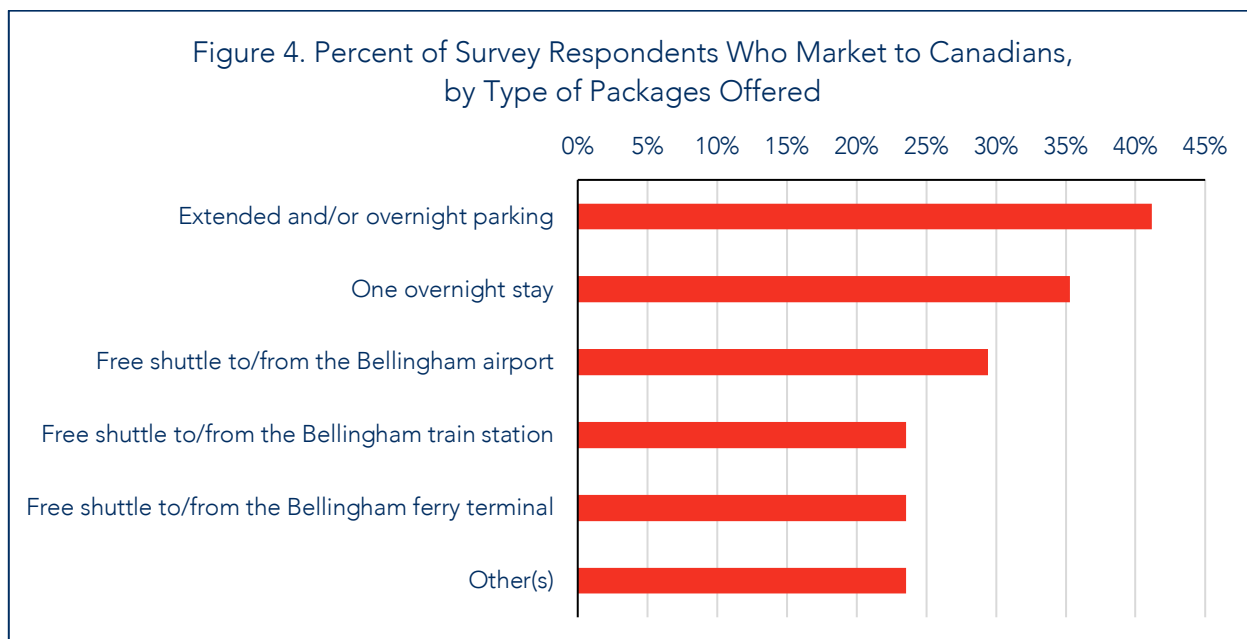 Figure 4. Percent of Survey Respondents Who Market to Canadians,
by Type of Packages Offered
0% 5% 10% 15% 20% 25% 30% 35% 40% 45%
Extended and/or overnight parking
One overnight stay
Free shuttle to/from the Bellingham airport
Free shuttle to/from the Bellingham train station
Free shuttle to/from the Bellingham ferry terminal
Other(s)